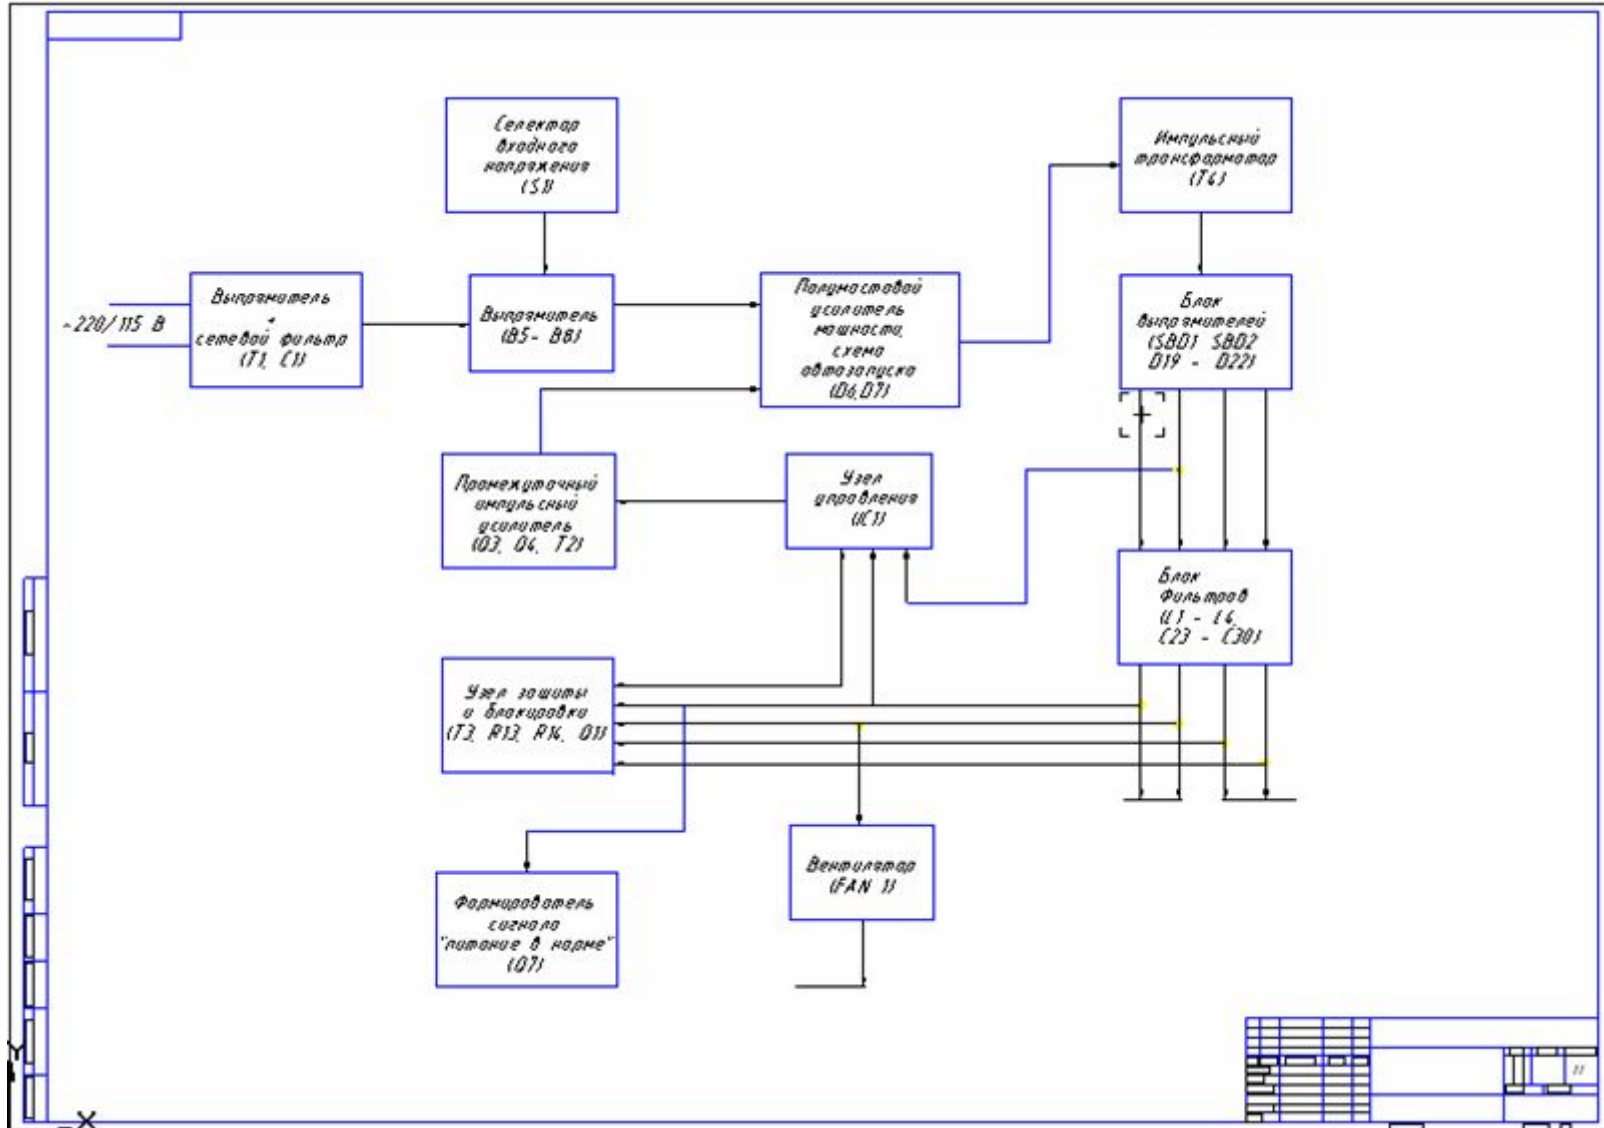 Селектор
входного
напряжения
(S1)
Импульсный
трансформатор
(T4)
~220/115 В
Выпрямитель
+
сетевой фильтр
(T1, C1)
Выпрямитель
(B5- B8)
Полумостовой
усилитель
мощности,
схема
автозапуска
(D6,D7)
Блок
выпрямителей
(SBD1 SBD2
D19 - D22)
Промежуточный
импульсный
усилитель
(Q3, Q4, T2)
Узел
управления
(IC1)
Блок
Фильтров
(L1 - L4,
C23 - C30)
Узел защиты
и блокировки
(T3, R13, R14, Q1)
Вентилятор
(FAN 1)
Формирователь
сигнала
"питание в норме"
(Q7)
Y
X
1:1